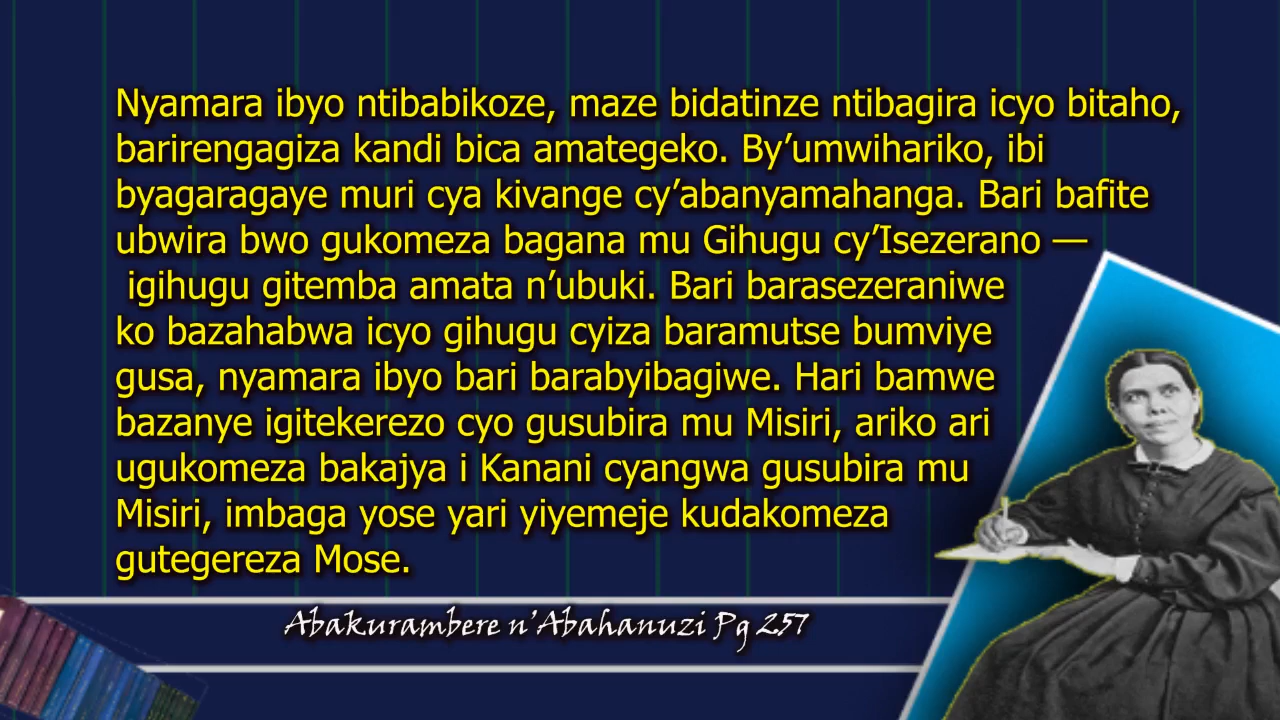 Nyamara ibyo ntibabikoze, maze bidatinze ntibagira icyo bitaho,
barirengagiza kandi bica amategeko. By’umwihariko, ibi
byagaragaye muri cya kivange cy’abanyamahanga. Bari bafite
ubwira bwo gukomeza bagana mu Gihugu cy’Isezerano —
igihugu gitemba amata n’ubuki. Bari barasezeraniwe
ko bazahabwa icyo gihugu cyiza baramutse bumviye
gusa, nyamara ibyo bari barabyibagiwe. Hari bamwe
bazanye igitekerezo cyo gusubira mu Misiri, ariko ari
ugukomeza bakajya i Kanani cyangwa gusubira mu
Misiri, imbaga yose yari yiyemeje kudakomeza
gutegereza Mose.
Abakurambere n’Abahanuzi Pg 257